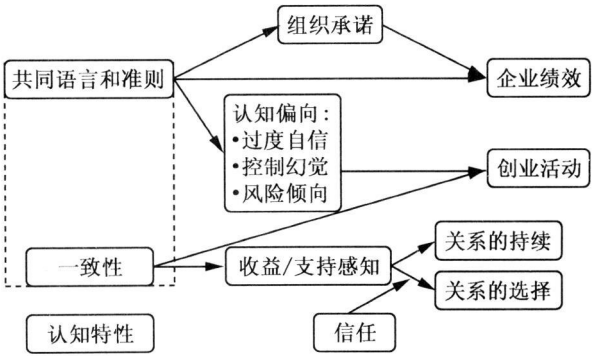 组织承诺
共同语言和准则
企业绩效
认知偏向：
•过度自信
•控制幻觉
•风险倾向
创业活动
一致性
收益/支持感知
关系的持续
关系的选择
认知特性
信任